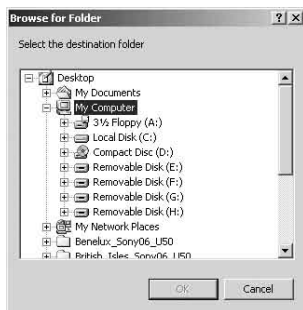 Browse for Folder
Select the destination folder
Desktop
My Documents
My Computer
3½ Floppy (A:)
Local Disk (C:)
Compact Disc (D:)
Removable Disk (E:)
Removable Disk (F:)
Removable Disk (G:)
Removable Disk (H:)
My Network Places
Benelux_Sony06_U50
British_Isles_Sony06_U50
OK
Cancel